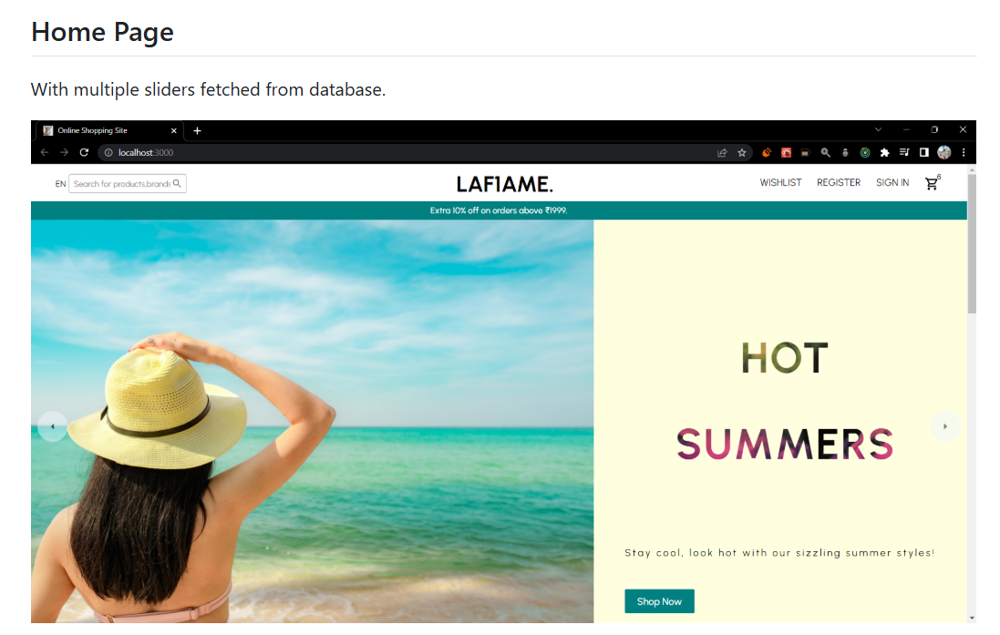 Home Page
With multiple sliders fetched from database.
Online Shopping Site
localhost:3000
EN Search for products,brands LAF1AME. WISHLIST REGISTER SIGN IN 6
Extra 10% off on orders above ₹1999.
HOT
SUMMERS
Stay cool, look hot with our sizzling summer styles!
Shop Now